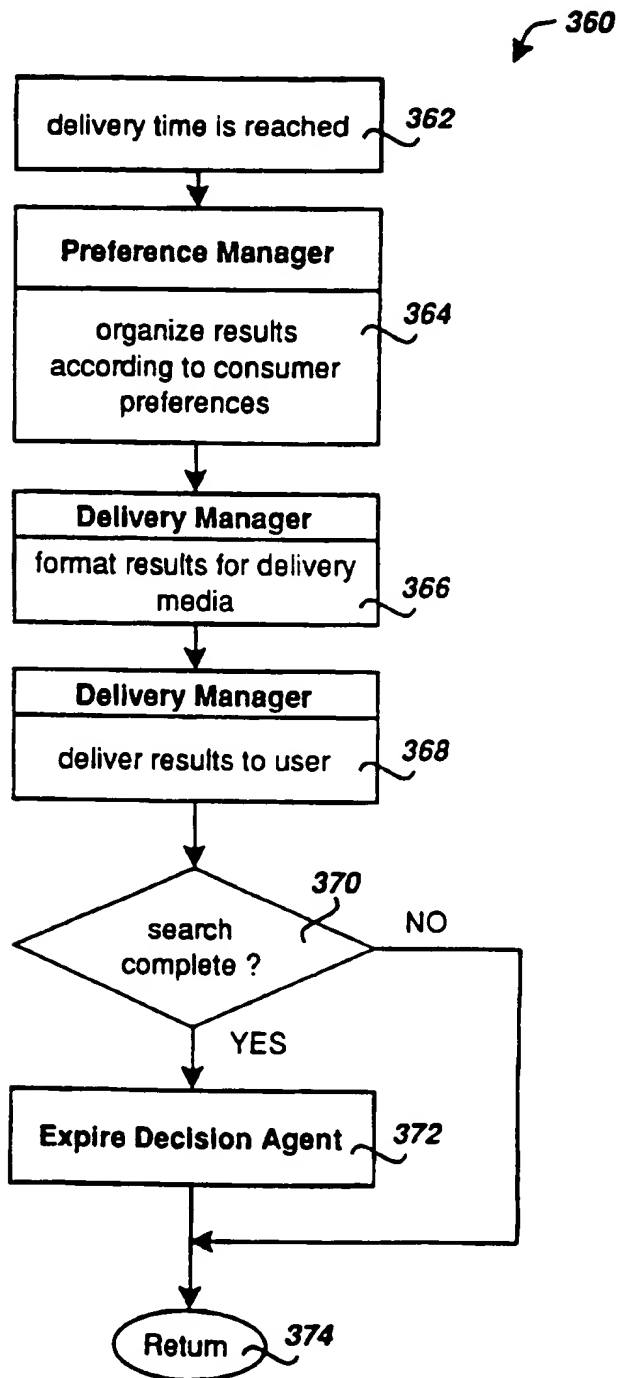 360
delivery time is reached
362
Preference Manager
organize results
according to consumer
preferences
364
Delivery Manager
format results for delivery
media
366
Delivery Manager
deliver results to user
368
370
search
complete ?
NO
YES
Expire Decision Agent
372
Return
374